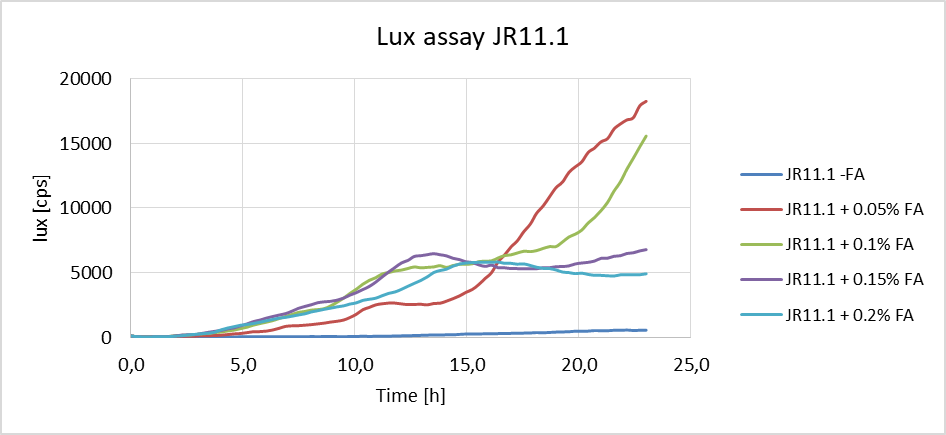 Lux assay JR11.1
20000
15000
10000
5000
0
lux [cps]
0,0 5,0 10,0 15,0 20,0 25,0
Time [h]
JR11.1 -FA
JR11.1 + 0.05% FA
JR11.1 + 0.1% FA
JR11.1 + 0.15% FA
JR11.1 + 0.2% FA